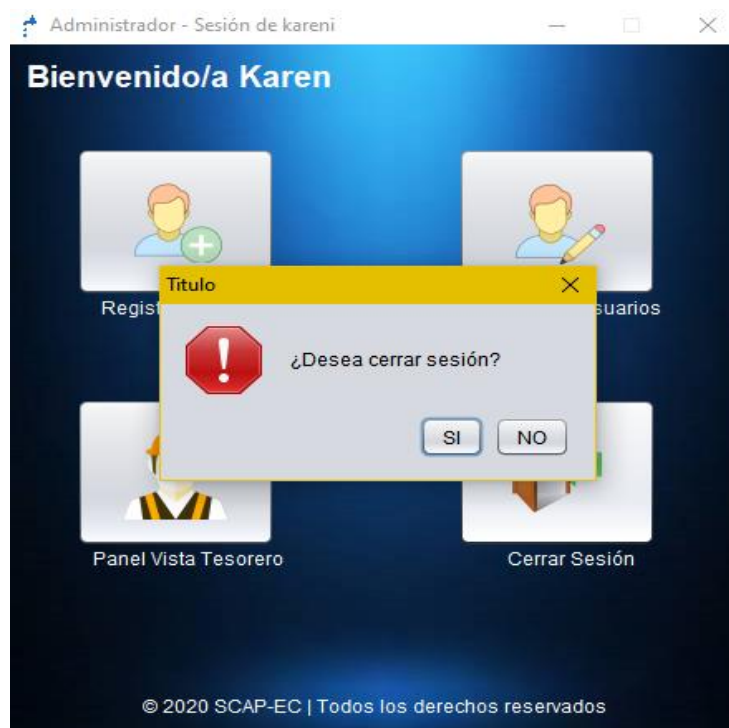 Administrador - Sesión de kareni
Bienvenido/a Karen
Titulo
¿Desea cerrar sesión?
SI NO
Panel Vista Tesorero
Cerrar Sesión
© 2020 SCAP-EC | Todos los derechos reservados